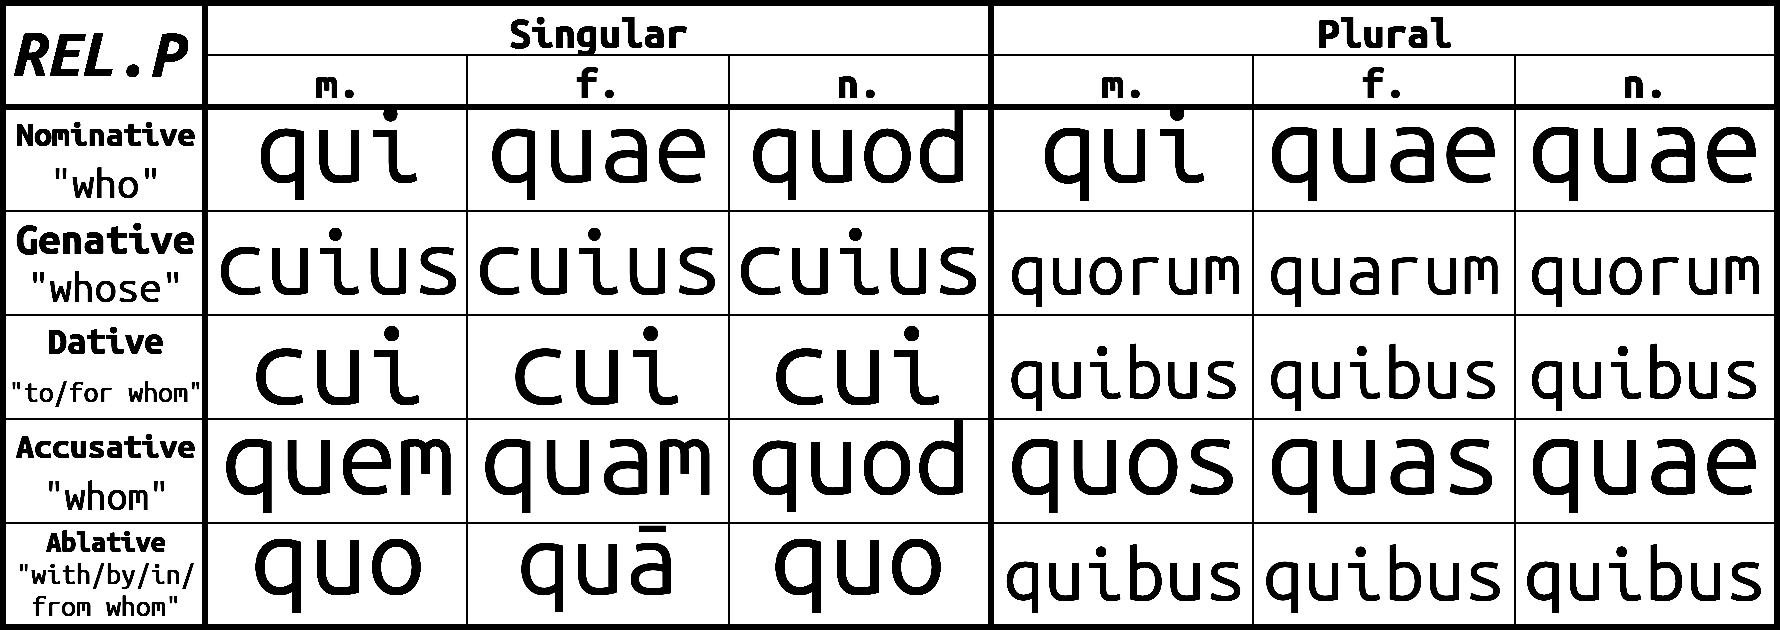 REL.P Singular Plural
m. f. n. m. f. n.
Nominative qui quae quod qui quae quae
"who"
Genative cuius cuius cuius quorum quarum quorum
"whose"
Dative cui cui cui quibus quibus quibus
"to/for whom"
Accusative quem quam quod quos quas quae
"whom"
Ablative quo quā quo quibus quibus quibus
"with/by/in/
from whom"